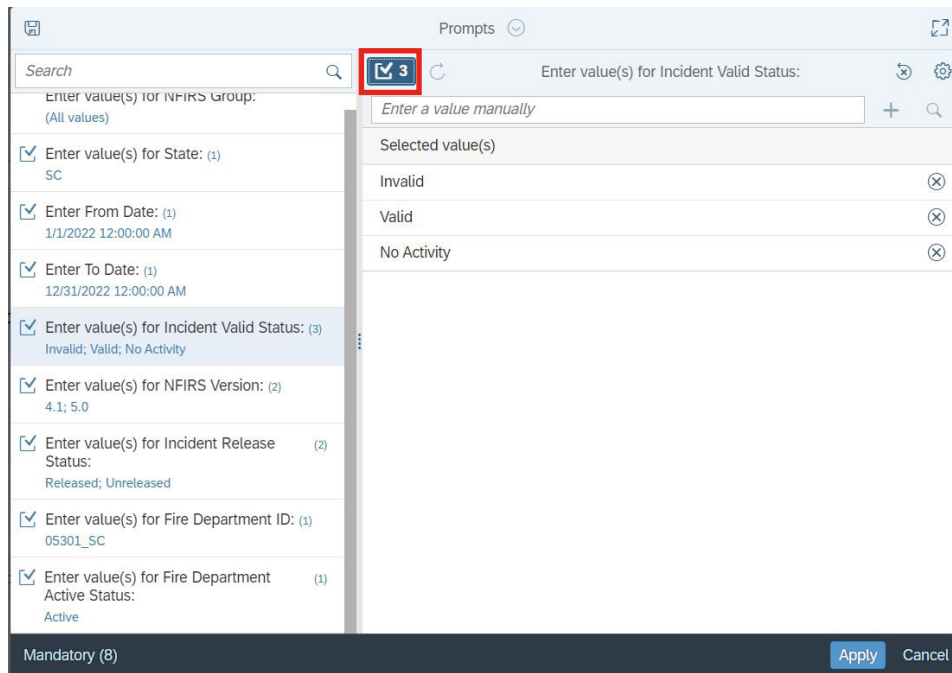 Prompts
Search
Enter value(s) for NFIRS Group:
(All values)
Enter value(s) for State: (1)
SC
Enter From Date: (1)
1/1/2022 12:00:00 AM
Enter To Date: (1)
12/31/2022 12:00:00 AM
Enter value(s) for Incident Valid Status: (3)
Invalid; Valid; No Activity
Enter value(s) for NFIRS Version: (2)
4.1; 5.0
Enter value(s) for Incident Release (2)
Status:
Released; Unreleased
Enter value(s) for Fire Department ID: (1)
05301_SC
Enter value(s) for Fire Department (1)
Active Status:
Active
3
Enter value(s) for Incident Valid Status:
Enter a value manually
Selected value(s)
Invalid
Valid
No Activity
Mandatory (8)
Apply
Cancel